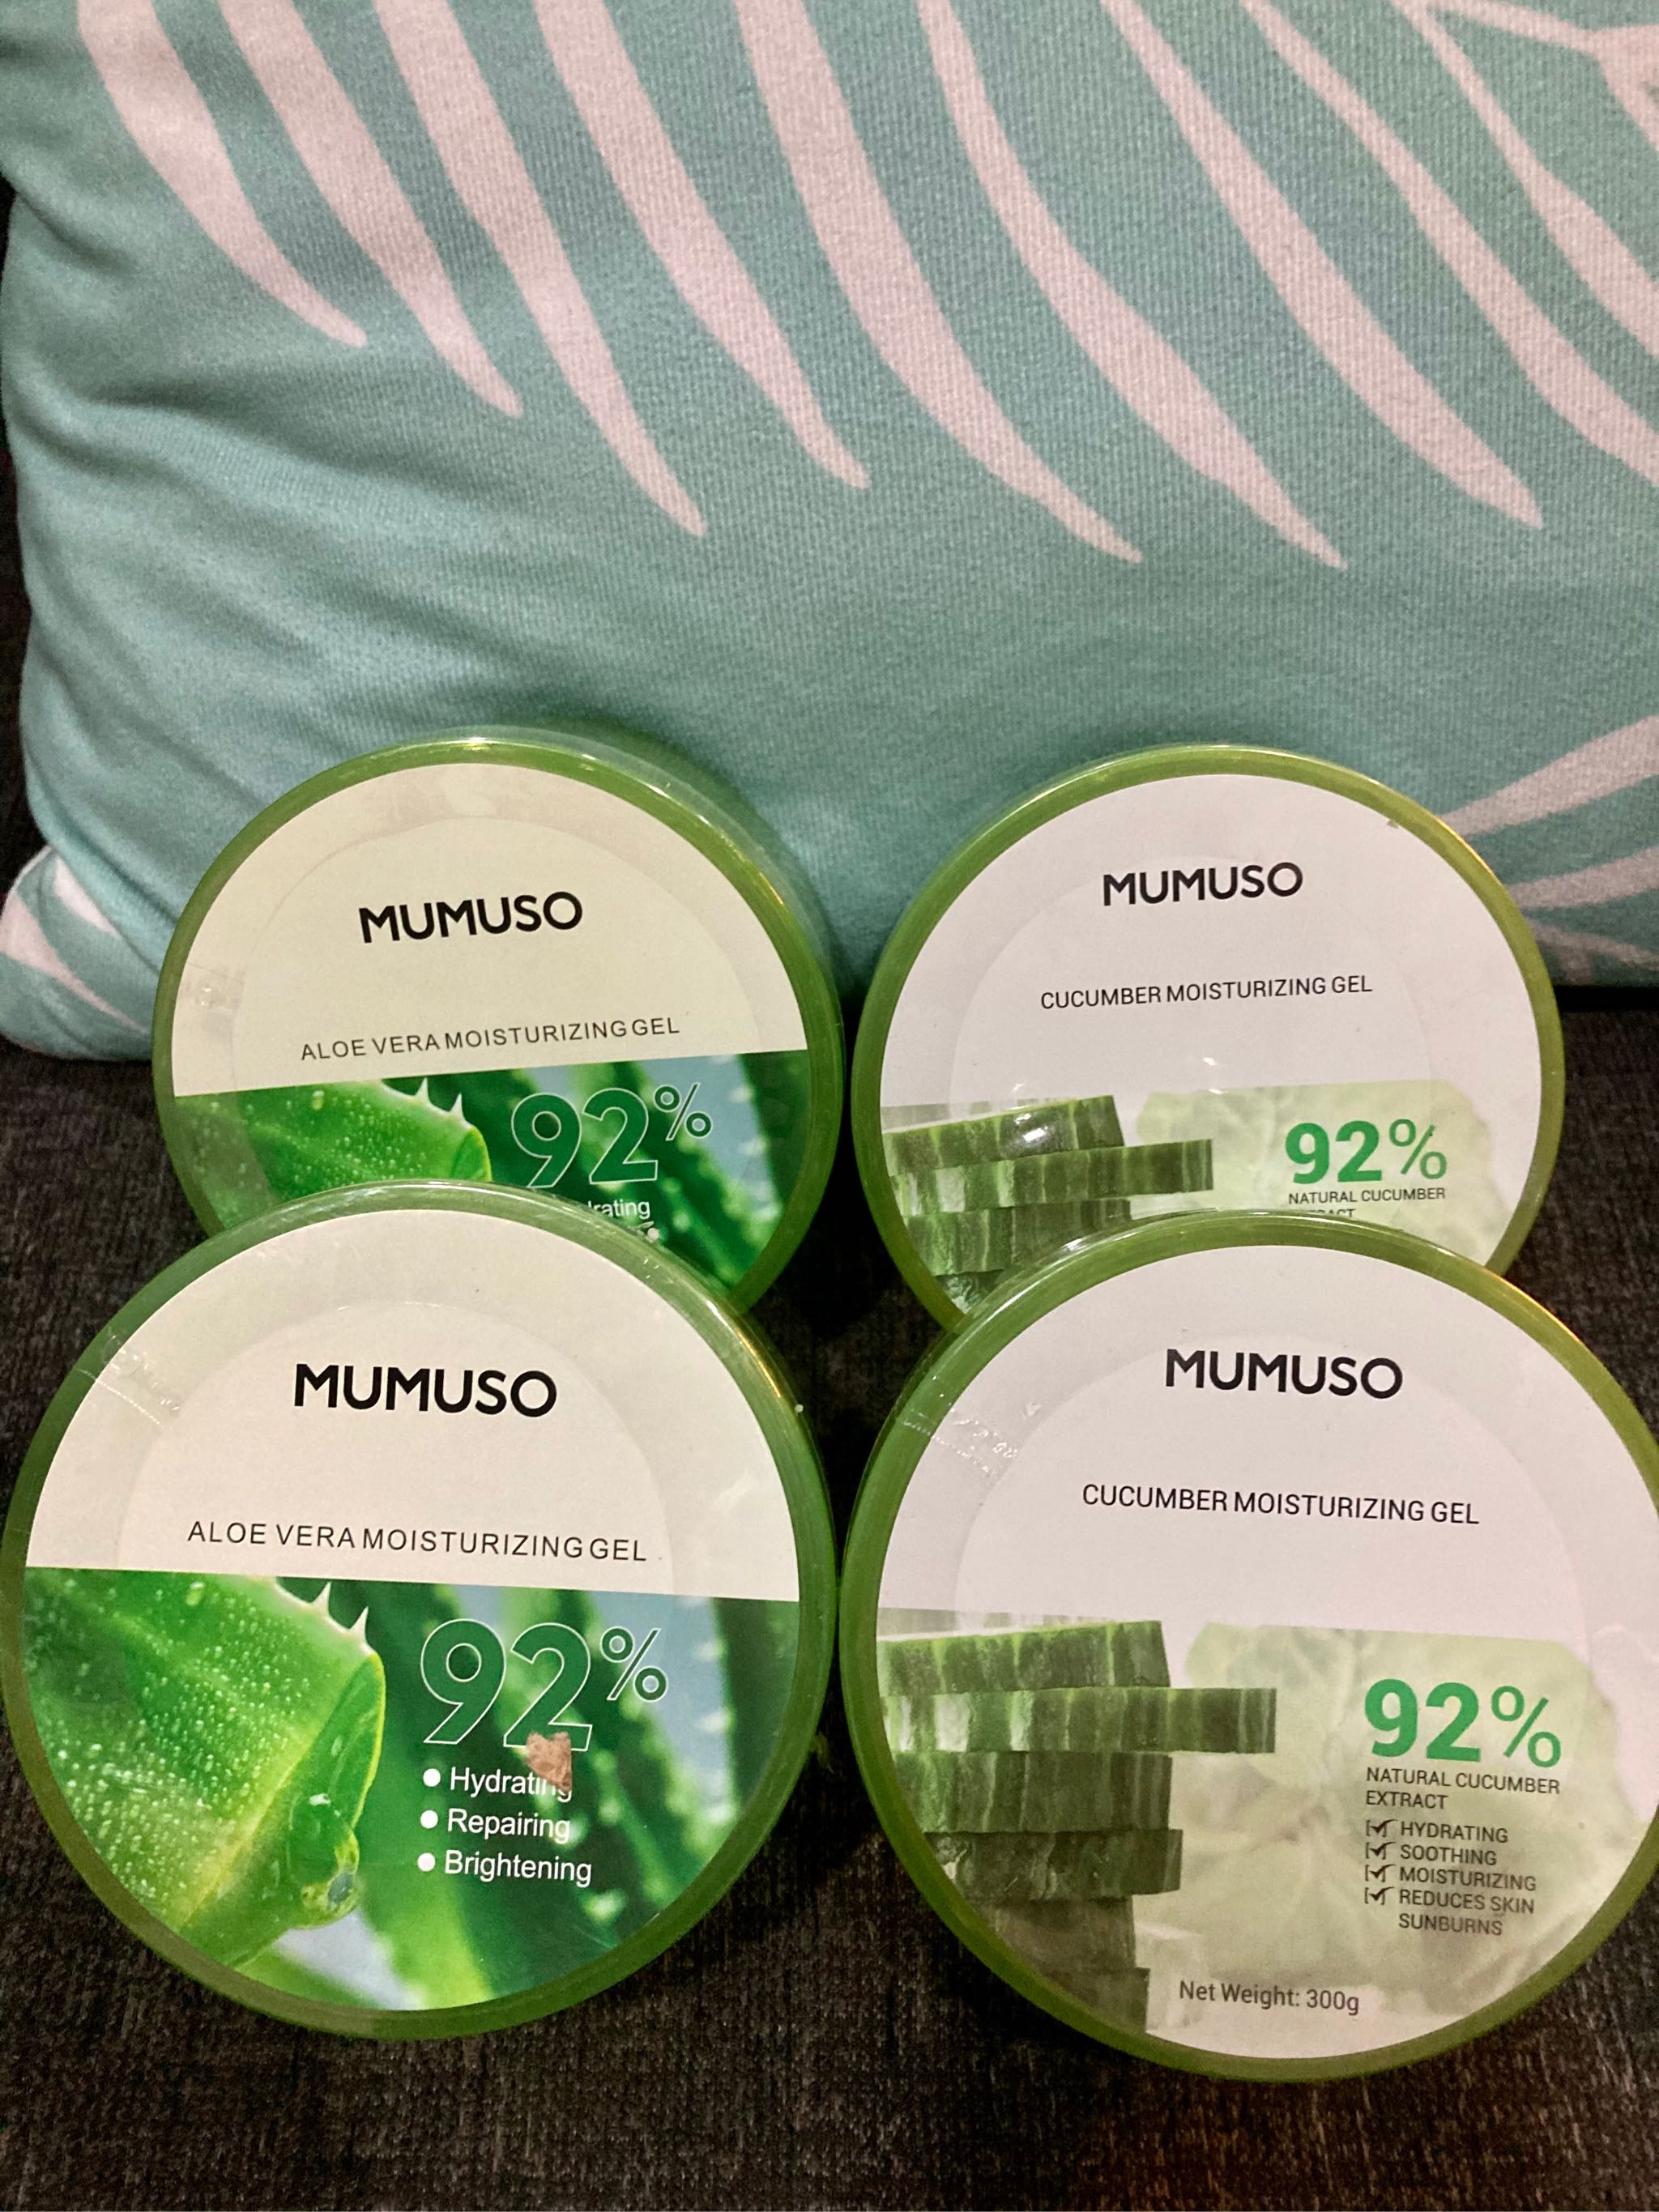 MUMUSO
ALOE VERA MOISTURIZING GEL
92%
MUMUSO
CUCUMBER MOISTURIZING GEL
92%
NATURAL CUCUMBER
MUMUSO
ALOE VERA MOISTURIZING GEL
92%
Hydrating
Repairing
Brightening
MUMUSO
CUCUMBER MOISTURIZING GEL
92%
NATURAL CUCUMBER
EXTRACT
HYDRATING
SOOTHING
MOISTURIZING
REDUCES SKIN
SUNBURNS
Net Weight: 300g